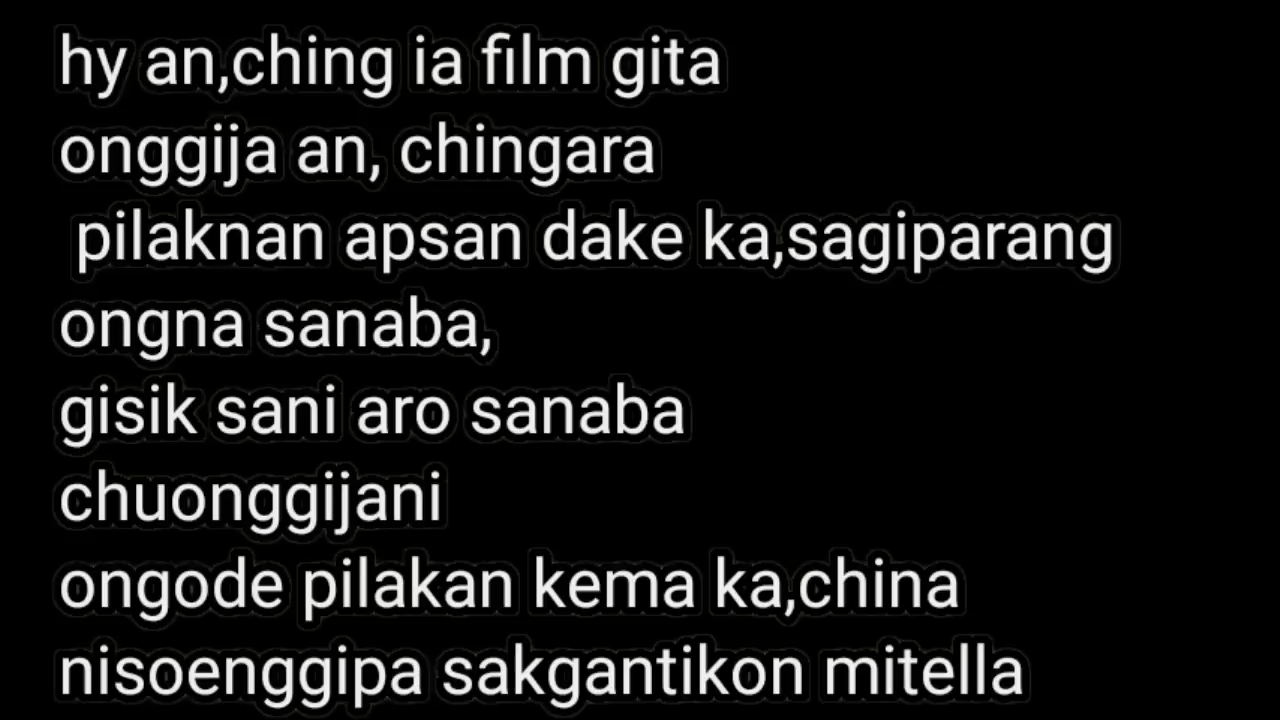 hy an,ching ia film gita
onggija an, chingara
pilaknan apsan dake ka,sagiparang
ongna sanaba,
gisik sani aro sanaba
chuonggijani
ongode pilakan kema ka,china
nisoenggipa sakgantikon mitella